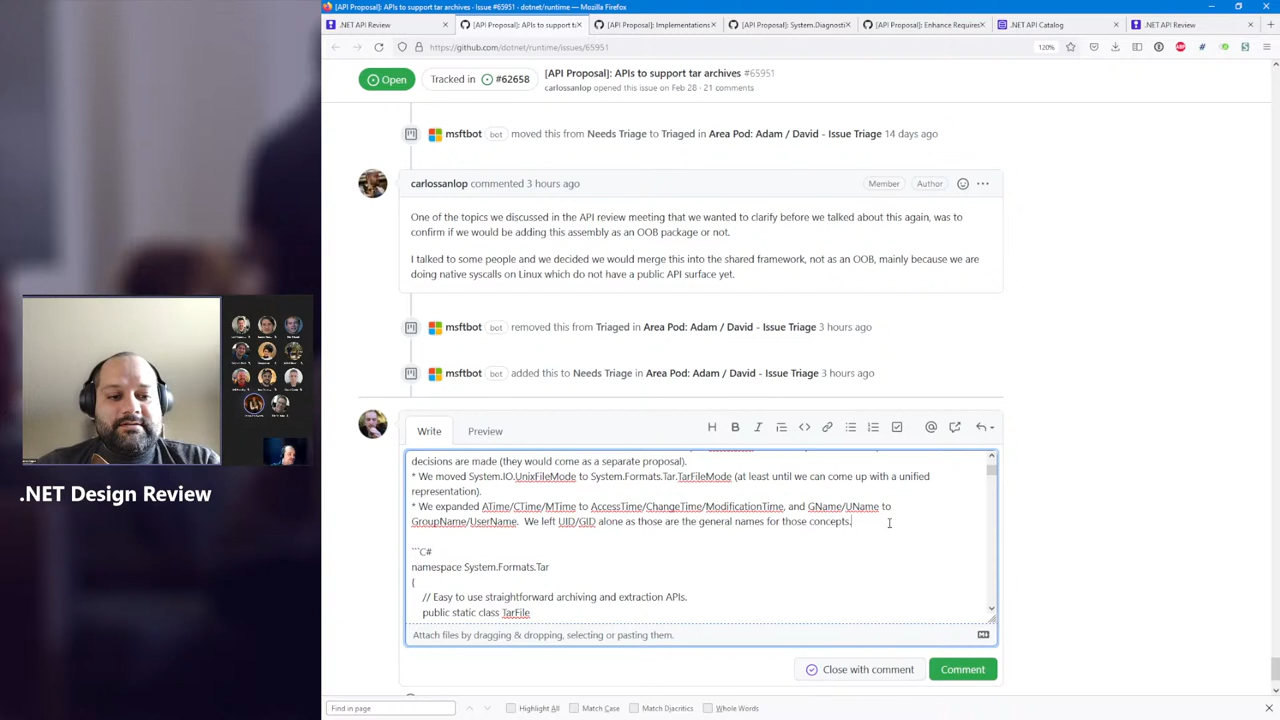 [API Proposal]: APIs to support tar archives - Issue #65951 - dotnet/runtime — Mozilla Firefox
.NET API Review
[API Proposal]: APIs to support ta
[API Proposal]: Implementations
[API Proposal]: System.Diagnosti
[API Proposal]: Enhance Requires
.NET API Catalog
.NET API Review
https://github.com/dotnet/runtime/issues/65951
120%
Open
Tracked in #62658
[API Proposal]: APIs to support tar archives #65951
carlossanlop opened this issue on Feb 28 · 21 comments
msftbot bot moved this from Needs Triage to Triaged in Area Pod: Adam / David - Issue Triage 14 days ago
carlossanlop commented 3 hours ago
Member
Author
One of the topics we discussed in the API review meeting that we wanted to clarify before we talked about this again, was to
confirm if we would be adding this assembly as an OOB package or not.
I talked to some people and we decided we would merge this into the shared framework, not as an OOB, mainly because we are
doing native syscalls on Linux which do not have a public API surface yet.
msftbot bot removed this from Triaged in Area Pod: Adam / David - Issue Triage 3 hours ago
msftbot bot added this to Needs Triage in Area Pod: Adam / David - Issue Triage 3 hours ago
Write
Preview
decisions are made (they would come as a separate proposal).
* We moved System.IO.UnixFileMode to System.Formats.Tar.TarFileMode (at least until we can come up with a unified
representation).
* We expanded ATime/CTime/MTime to AccessTime/ChangeTime/ModificationTime, and GName/UName to
GroupName/UserName.  We left UID/GID alone as those are the general names for those concepts.
```C#
namespace System.Formats.Tar
{
// Easy to use straightforward archiving and extraction APIs.
public static class TarFile
Attach files by dragging & dropping, selecting or pasting them.
Close with comment
Comment
Find in page
Highlight All
Match Case
Match Diacritics
Whole Words
.NET Design Review